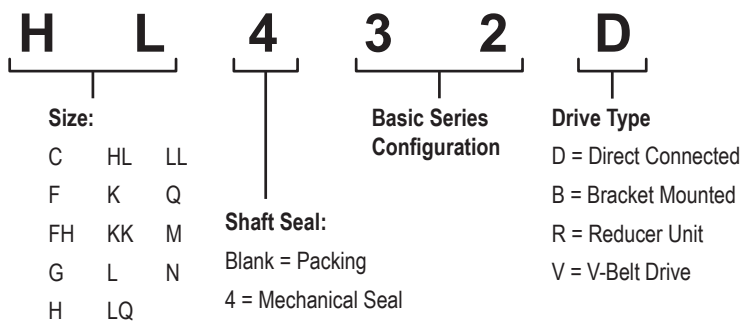 H L 4 3 2 D
Size:
C HL LL
F K Q
FH KK M
G L N
H LQ
Shaft Seal:
Blank = Packing
4 = Mechanical Seal
Basic Series
Configuration
Drive Type
D = Direct Connected
B = Bracket Mounted
R = Reducer Unit
V = V-Belt Drive